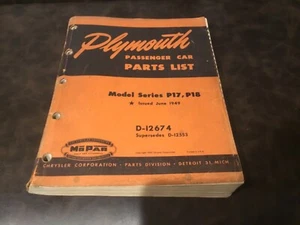 Plymouth
PASSENGER CAR
PARTS LIST
Model Series P17, P18
★ Issued June 1949
D-12674
Supersedes D-12555
MOPAR
CHRYSLER CORPORATION • PARTS DIVISION • DETROIT 31, MICH.